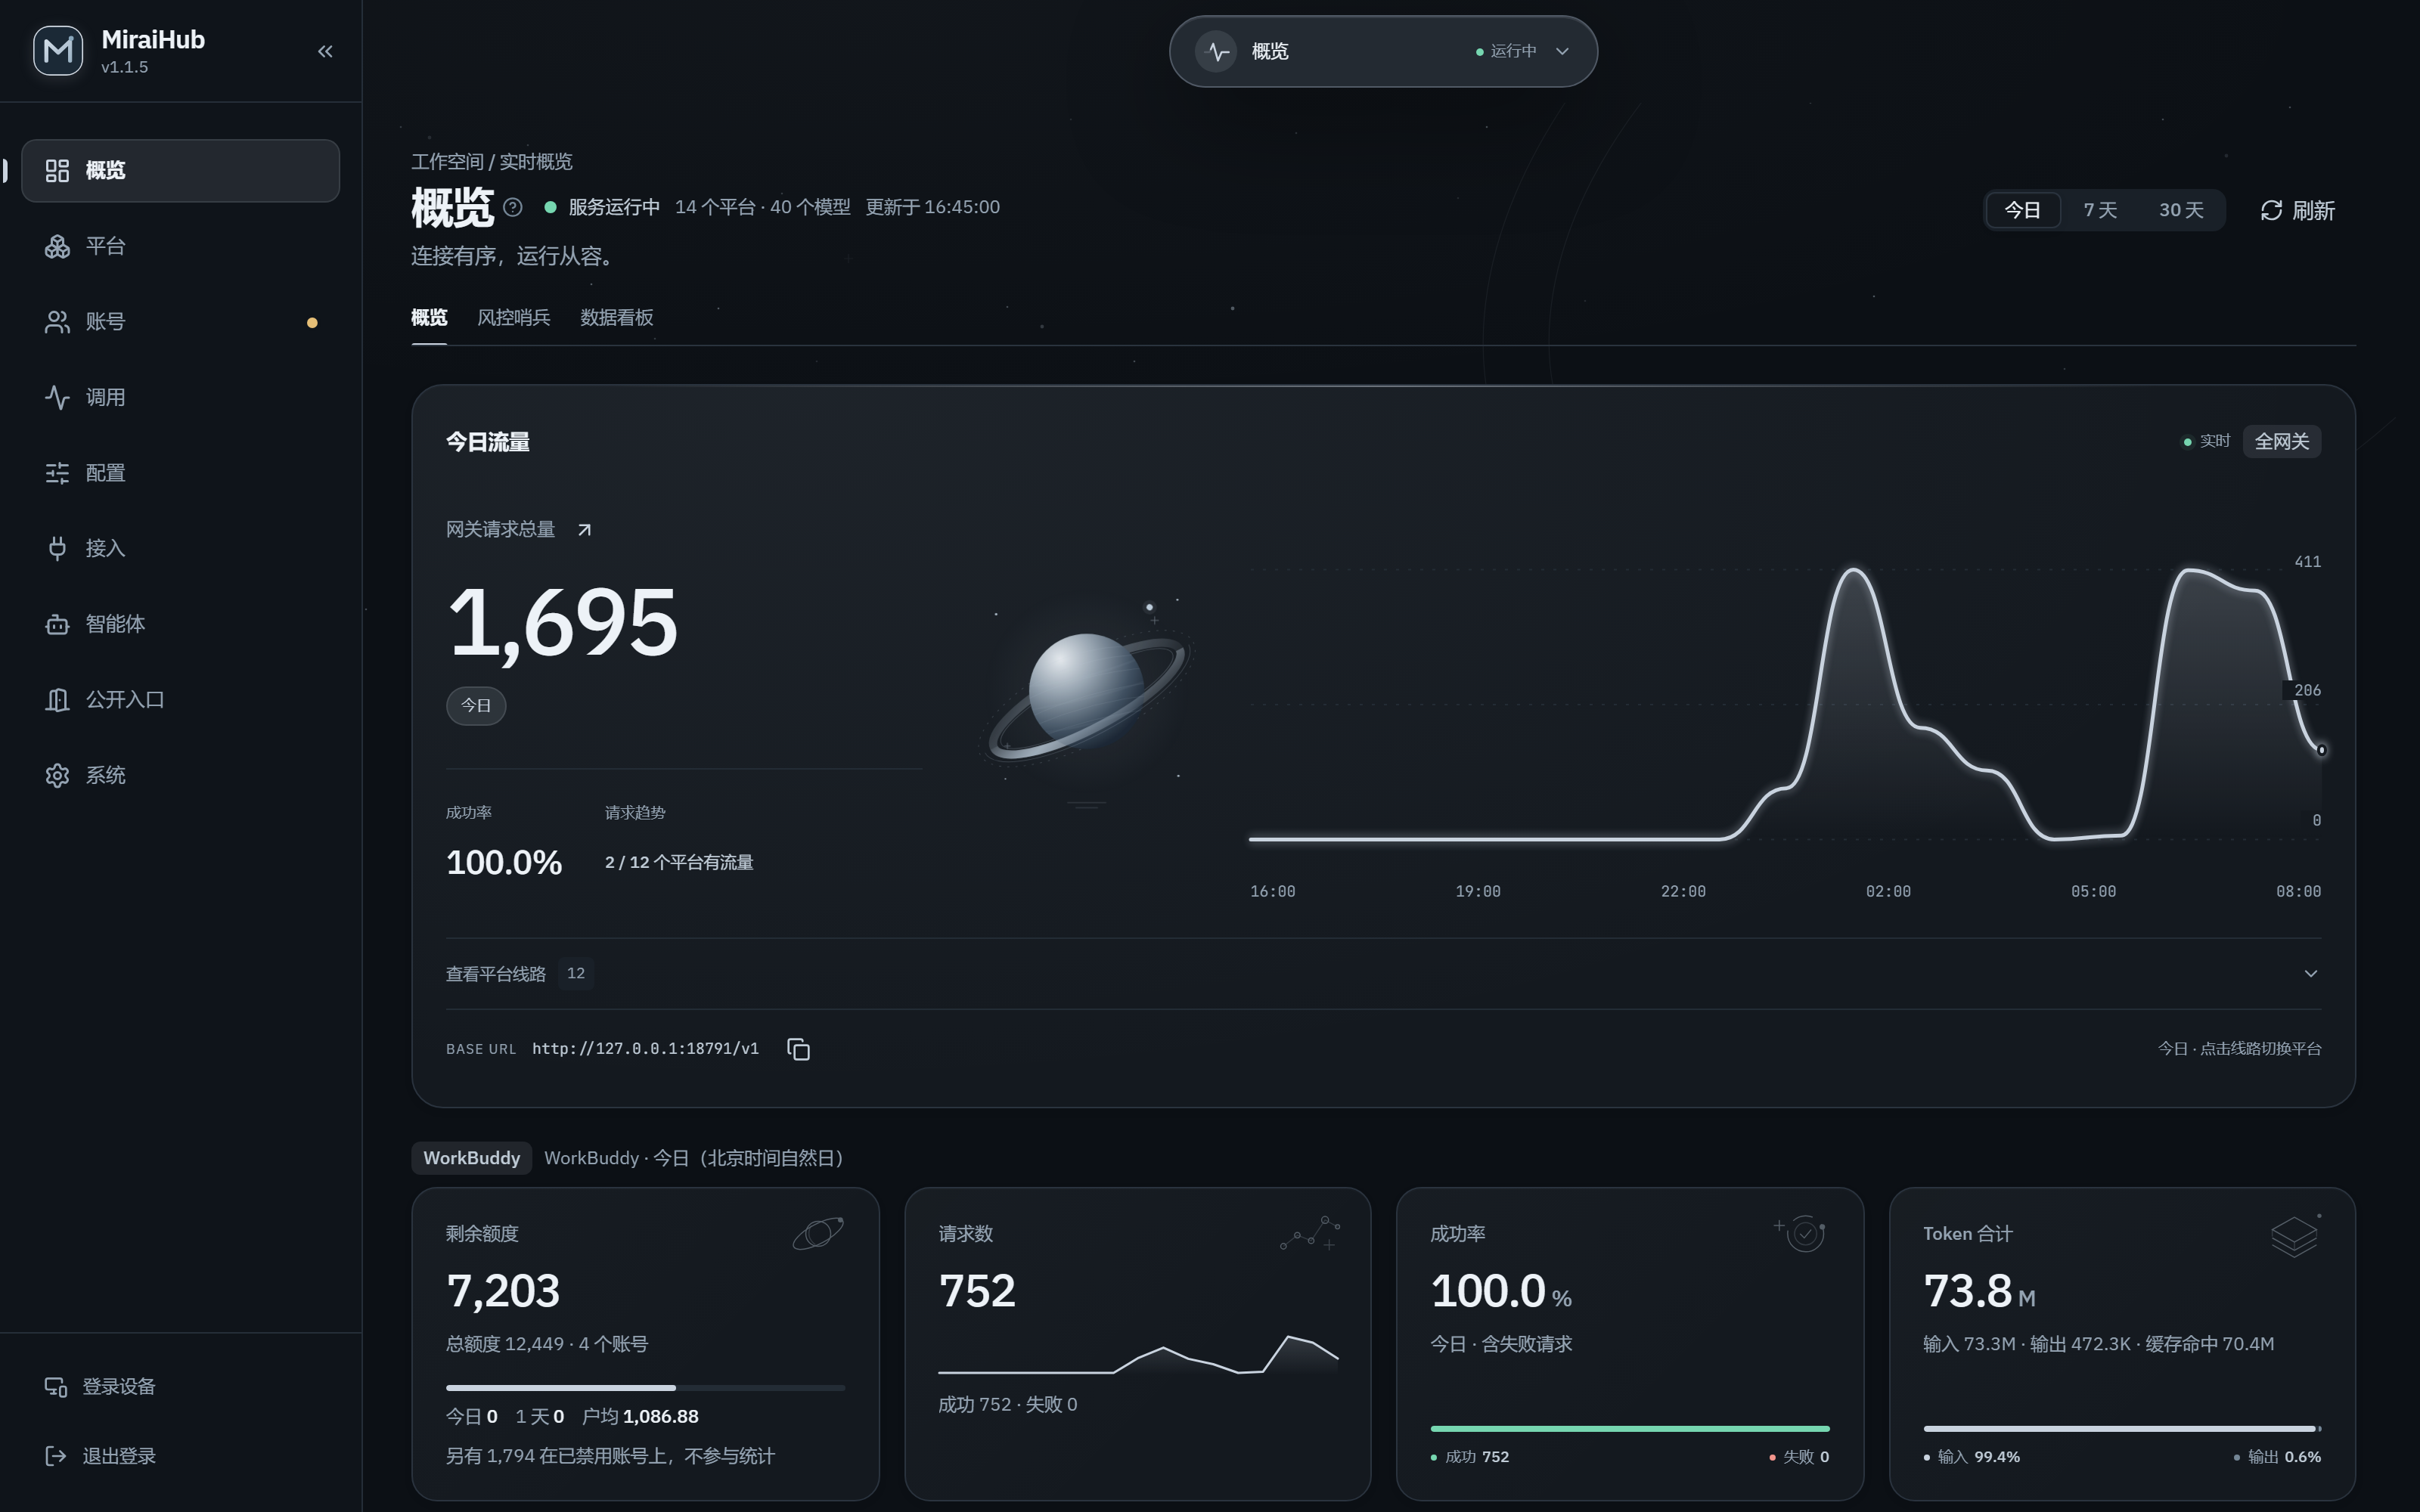 MiraiHub
v1.1.5
概览
平台
账号
调用
配置
接入
智能体
公开入口
系统
登录设备
退出登录
概览 运行中
工作空间 / 实时概览
概览 服务运行中 14 个平台 · 40 个模型 更新于 16:45:00
连接有序，运行从容。
今日 7 天 30 天 刷新
概览 风控哨兵 数据看板
今日流量 实时 全网关
网关请求总量
1,695
今日
成功率 请求趋势
100.0% 2 / 12 个平台有流量
411
206
0
16:00 19:00 22:00 02:00 05:00 08:00
查看平台线路 12
BASE URL http://127.0.0.1:18791/v1 今日 · 点击线路切换平台
WorkBuddy WorkBuddy · 今日（北京时间自然日）
剩余额度
7,203
总额度 12,449 · 4 个账号
今日 0 1 天 0 户均 1,086.88
另有 1,794 在已禁用账号上，不参与统计
请求数
752
成功 752 · 失败 0
成功率
100.0 %
今日 · 含失败请求
成功 752 失败 0
Token 合计
73.8 M
输入 73.3M · 输出 472.3K · 缓存命中 70.4M
输入 99.4% 输出 0.6%